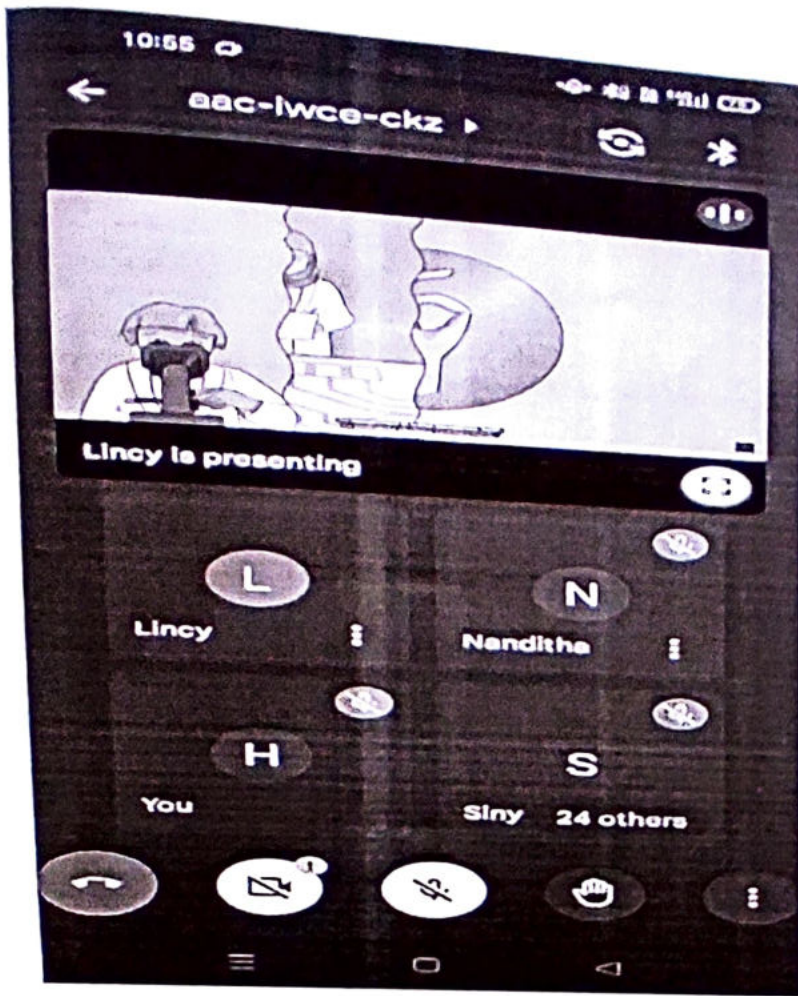 10:55
aac-iwce-ckz
Lincy is presenting
L
Lincy
N
Nanditha
H
You
S
Siny 24 others